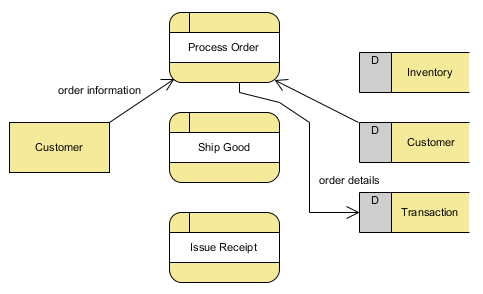 Process Order
D
Inventory
order information
Customer
Ship Good
D
Customer
order details
D
Transaction
Issue Receipt